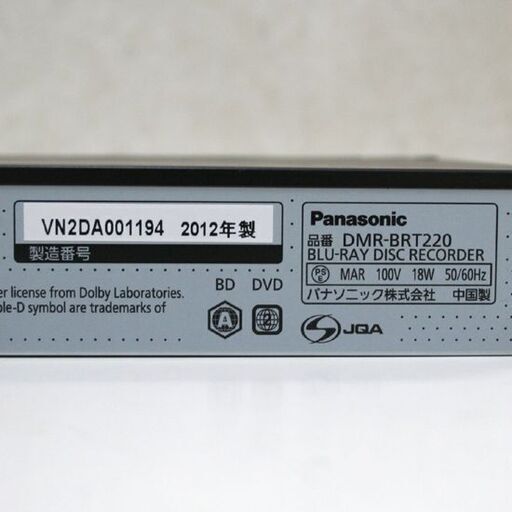 VN2DA001194 2012年製
製造番号
er license from Dolby Laboratories.
ble-D symbol are trademarks of
BD DVD
A 2
Panasonic
品番 DMR-BRT220
BLU-RAY DISC RECORDER
PSE MAR 100V 18W 50/60Hz
パナソニック株式会社 中国製
JQA